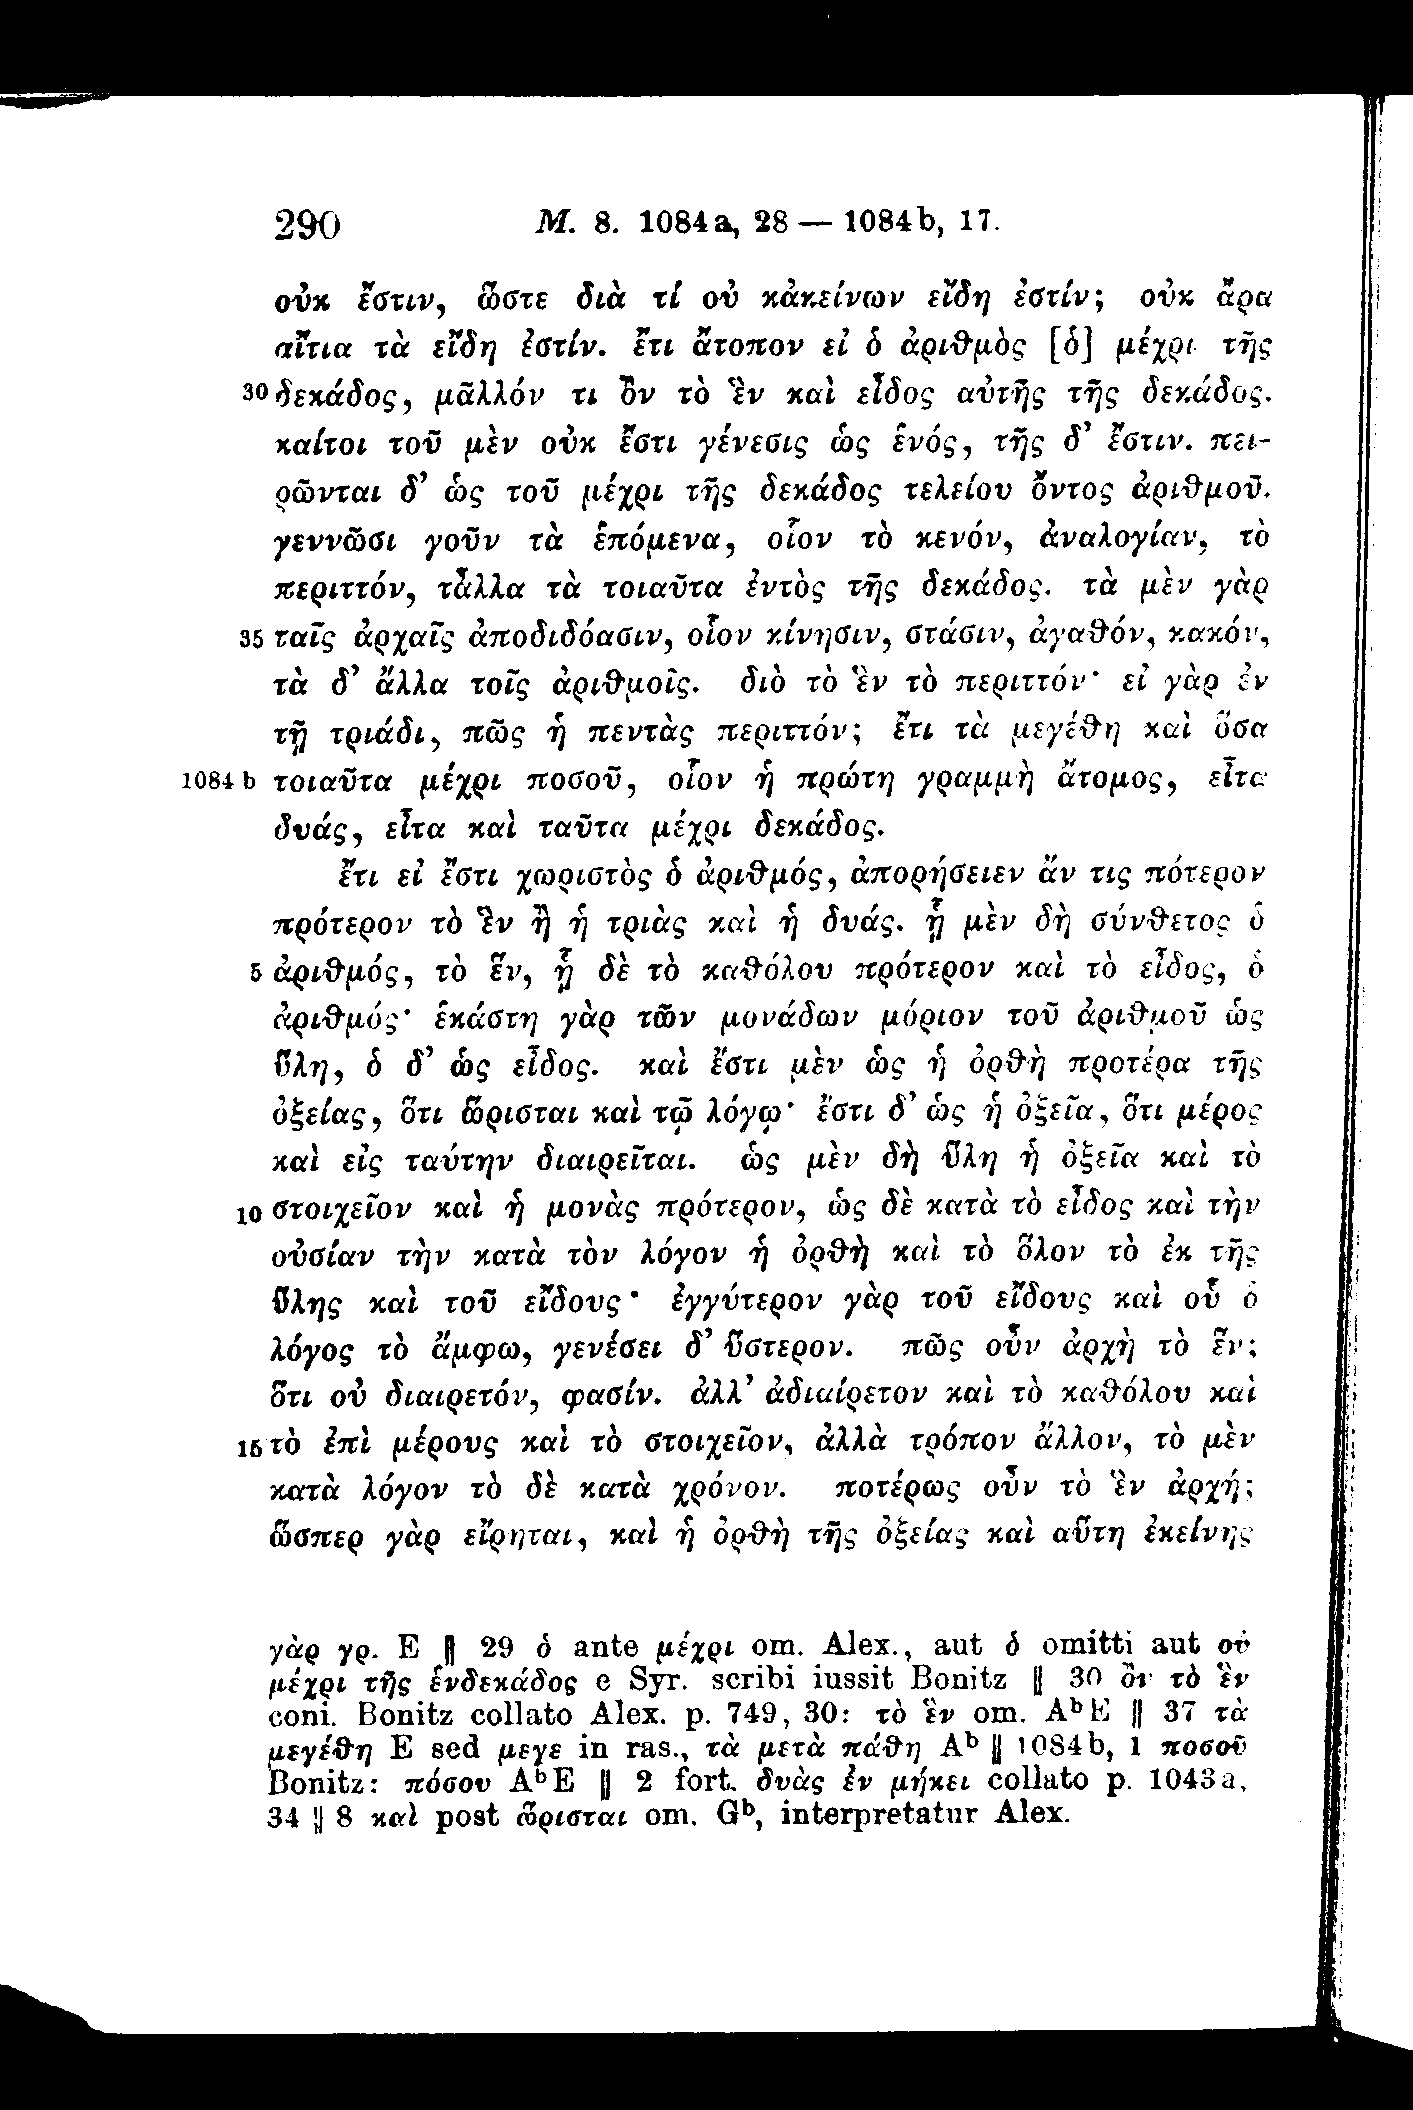 290 M. 8. 1084 a, 28 — 1084 b, 17.
οὐκ ἔστιν, ὥστε διὰ τί οὐ κἀκείνων εἴδη ἐστίν; οὐκ ἄρα
αἴτια τὰ εἴδη ἐστίν. ἔτι ἄτοπον εἰ ὁ ἀριθμὸς [ὁ] μέχρι τῆς
30 δεκάδος, μᾶλλόν τι ὂν τὸ ἓν καὶ εἶδος αὐτῆς τῆς δεκάδος.
καίτοι τοῦ μὲν οὐκ ἔστι γένεσις ὡς ἑνός, τῆς δ’ ἔστιν. πει-
ρῶνται δ’ ὡς τοῦ μέχρι τῆς δεκάδος τελείου ὄντος ἀριθμοῦ.
γεννῶσι γοῦν τὰ ἑπόμενα, οἷον τὸ κενόν, ἀναλογίαν, τὸ
περιττόν, τἆλλα τὰ τοιαῦτα ἐντὸς τῆς δεκάδος. τὰ μὲν γὰρ
35 ταῖς ἀρχαῖς ἀποδιδόασιν, οἷον κίνησιν, στάσιν, ἀγαθόν, κακόν,
τὰ δ’ ἄλλα τοῖς ἀριθμοῖς. διὸ τὸ ἓν τὸ περιττόν· εἰ γὰρ ἐν
τῇ τριάδι, πῶς ἡ πεντὰς περιττόν; ἔτι τὰ μεγέθη καὶ ὅσα
1084 b τοιαῦτα μέχρι ποσοῦ, οἷον ἡ πρώτη γραμμὴ ἄτομος, εἶτα
δυάς, εἶτα καὶ ταῦτα μέχρι δεκάδος.
ἔτι εἰ ἔστι χωριστὸς ὁ ἀριθμός, ἀπορήσειεν ἄν τις πότερον
πρότερον τὸ ἓν ἢ ἡ τριὰς καὶ ἡ δυάς. ᾗ μὲν δὴ σύνθετος ὁ
5 ἀριθμός, τὸ ἕν, ᾗ δὲ τὸ καθόλου πρότερον καὶ τὸ εἶδος, ὁ
ἀριθμός· ἑκάστη γὰρ τῶν μονάδων μόριον τοῦ ἀριθμοῦ ὡς
ὕλη, ὁ δ’ ὡς εἶδος. καὶ ἔστι μὲν ὡς ἡ ὀρθὴ προτέρα τῆς
ὀξείας, ὅτι ὥρισται καὶ τῷ λόγῳ· ἔστι δ’ ὡς ἡ ὀξεῖα, ὅτι μέρος
καὶ εἰς ταύτην διαιρεῖται. ὡς μὲν δὴ ὕλη ἡ ὀξεῖα καὶ τὸ
10 στοιχεῖον καὶ ἡ μονὰς πρότερον, ὡς δὲ κατὰ τὸ εἶδος καὶ τὴν
οὐσίαν τὴν κατὰ τὸν λόγον ἡ ὀρθὴ καὶ τὸ ὅλον τὸ ἐκ τῆς
ὕλης καὶ τοῦ εἴδους· ἐγγύτερον γὰρ τοῦ εἴδους καὶ οὗ ὁ
λόγος τὸ ἄμφω, γενέσει δ’ ὕστερον. πῶς οὖν ἀρχὴ τὸ ἕν;
ὅτι οὐ διαιρετόν, φασίν. ἀλλ’ ἀδιαίρετον καὶ τὸ καθόλου καὶ
15 τὸ ἐπὶ μέρους καὶ τὸ στοιχεῖον, ἀλλὰ τρόπον ἄλλον, τὸ μὲν
κατὰ λόγον τὸ δὲ κατὰ χρόνον. ποτέρως οὖν τὸ ἓν ἀρχή;
ὥσπερ γὰρ εἴρηται, καὶ ἡ ὀρθὴ τῆς ὀξείας καὶ αὕτη ἐκείνης
γὰρ γρ. E ‖ 29 ὁ ante μέχρι om. Alex., aut ὁ omitti aut οὐ
μέχρι τῆς ἑνδεκάδος e Syr. scribi iussit Bonitz ‖ 30 ὂν τὸ ἓν
coni. Bonitz collato Alex. p. 749, 30: τὸ ἓν om. AᵇE ‖ 37 τὰ
μεγέθη E sed μεγε in ras., τὰ μετὰ πάθη Aᵇ ‖ 1084b, 1 ποσοῦ
Bonitz: πόσου AᵇE ‖ 2 fort. δυὰς ἐν μήκει collato p. 1043a,
34 ‖ 8 καὶ post ὥρισται om. Gᵇ, interpretatur Alex.